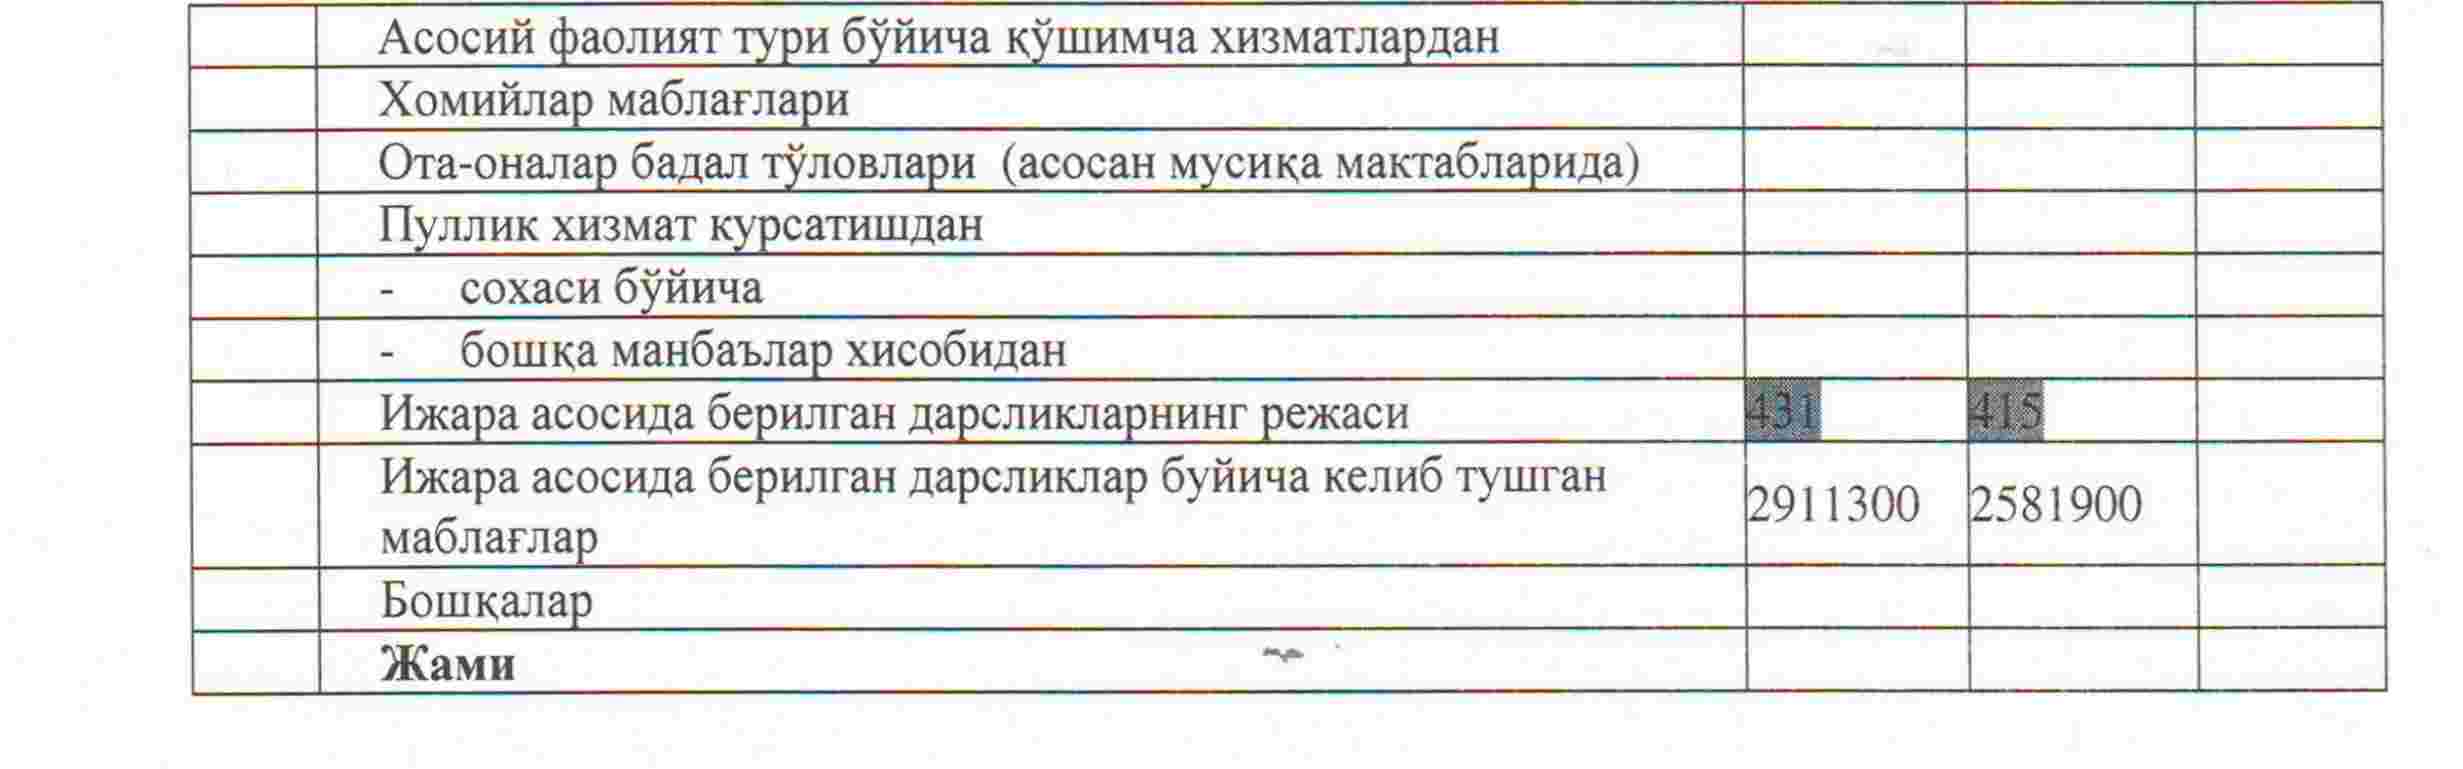 Асосий фаолият тури бўйича қўшимча хизматлардан
Хомийлар маблағлари
Ота-оналар бадал тўловлари (асосан мусиқа мактабларида)
Пуллик хизмат курсатишдан
- сохаси бўйича
- бошқа манбаълар хисобидан
Ижара асосида берилган дарсликларнинг режаси 431 415
Ижара асосида берилган дарсликлар буйича келиб тушган
маблағлар 2911300 2581900
Бошқалар
Жами